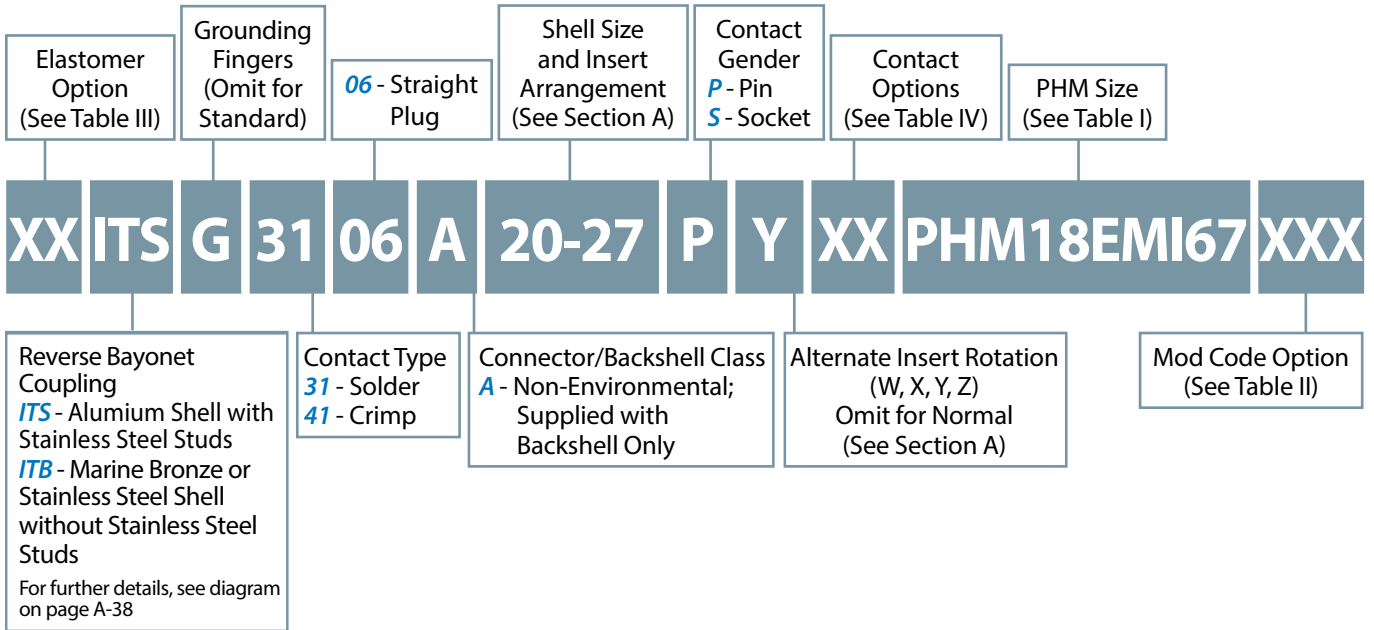 Elastomer
Option
(See Table III)
Grounding
Fingers
(Omit for
Standard)
06 - Straight
Plug
Shell Size
and Insert
Arrangement
(See Section A)
Contact
Gender
P - Pin
S - Socket
Contact
Options
(See Table IV)
PHM Size
(See Table I)
XX ITS G 31 06 A 20-27 P Y XX PHM18EMI67 XXX
Reverse Bayonet
Coupling
ITS - Alumium Shell with
Stainless Steel Studs
ITB - Marine Bronze or
Stainless Steel Shell
without Stainless Steel
Studs
For further details, see diagram
on page A-38
Contact Type
31 - Solder
41 - Crimp
Connector/Backshell Class
A - Non-Environmental;
Supplied with
Backshell Only
Alternate Insert Rotation
(W, X, Y, Z)
Omit for Normal
(See Section A)
Mod Code Option
(See Table II)